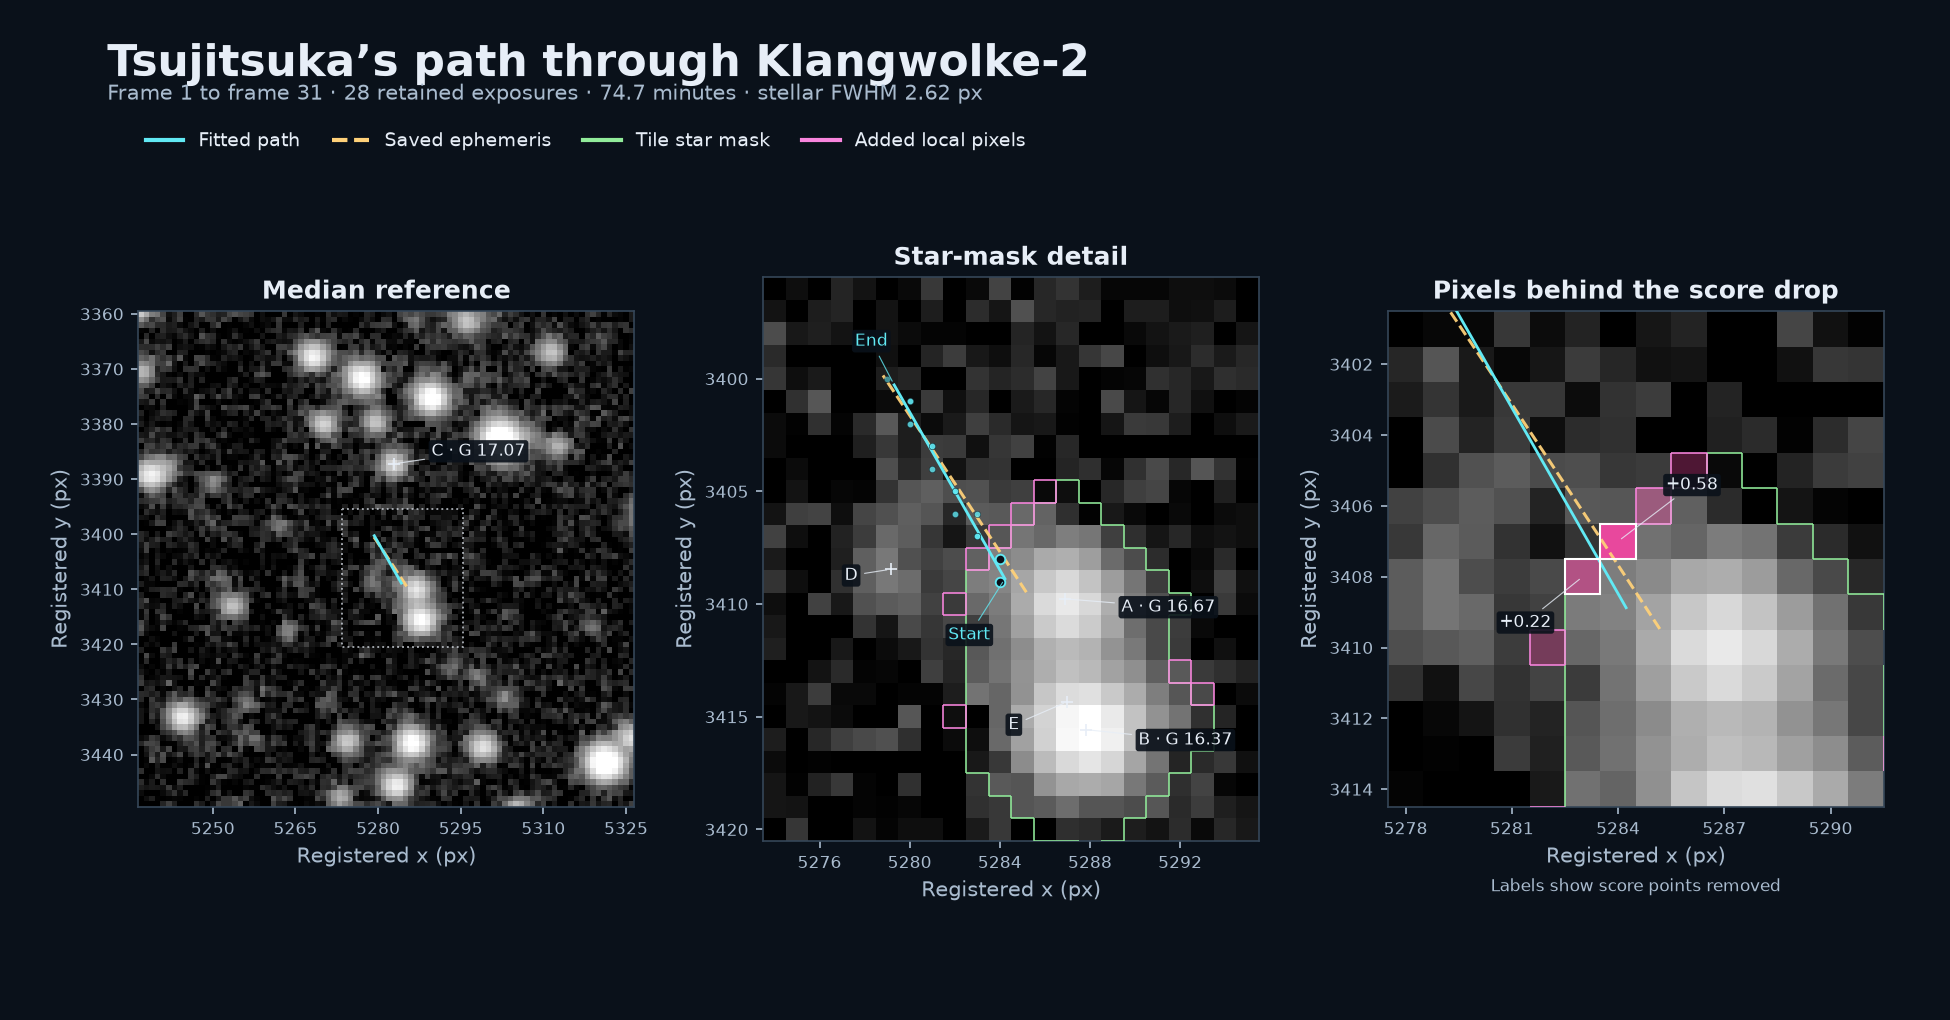 Tsujitsuka’s path through Klangwolke-2
Frame 1 to frame 31 · 28 retained exposures · 74.7 minutes · stellar FWHM 2.62 px
Fitted path
Saved ephemeris
Tile star mask
Added local pixels
Median reference
3360
3370
3380
3390
3400
3410
3420
3430
3440
Registered y (px)
C · G 17.07
5250
5265
5280
5295
5310
5325
Registered x (px)
Star-mask detail
3400
3405
3410
3415
3420
Registered y (px)
End
D
Start
A · G 16.67
E
B · G 16.37
5276
5280
5284
5288
5292
Registered x (px)
Pixels behind the score drop
3402
3404
3406
3408
3410
3412
3414
Registered y (px)
+0.58
+0.22
5278
5281
5284
5287
5290
Registered x (px)
Labels show score points removed